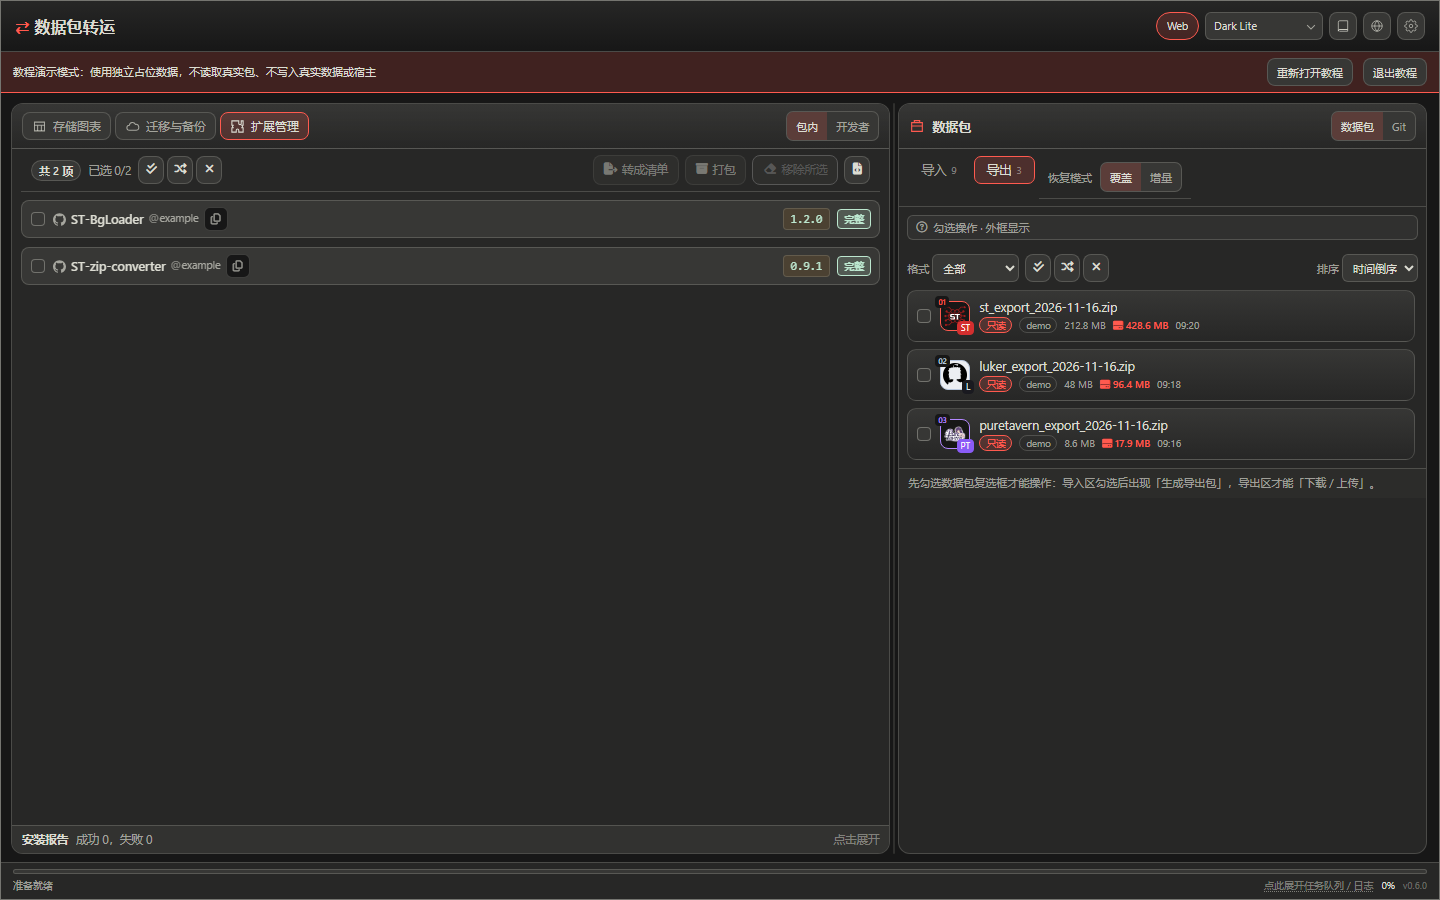 数据包转运
Web
Dark Lite
教程演示模式：使用独立占位数据，不读取真实包、不写入真实数据或宿主
重新打开教程
退出教程
存储图表
迁移与备份
扩展管理
包内
开发者
共 2 项
已选 0/2
转成清单
打包
移除所选
ST-BgLoader @example
1.2.0
完整
ST-zip-converter @example
0.9.1
完整
安装报告 成功 0，失败 0
点击展开
数据包
数据包
Git
导入 9
导出 3
恢复模式
覆盖
增量
勾选操作 · 外框显示
格式
全部
排序
时间倒序
01
ST
ST
st_export_2026-11-16.zip
只读 demo 212.8 MB 428.6 MB 09:20
02
L
luker_export_2026-11-16.zip
只读 demo 48 MB 96.4 MB 09:18
03
PT
puretavern_export_2026-11-16.zip
只读 demo 8.6 MB 17.9 MB 09:16
先勾选数据包复选框才能操作：导入区勾选后出现「生成导出包」，导出区才能「下载 / 上传」。
准备就绪
点此展开任务队列 / 日志 0% v0.6.0